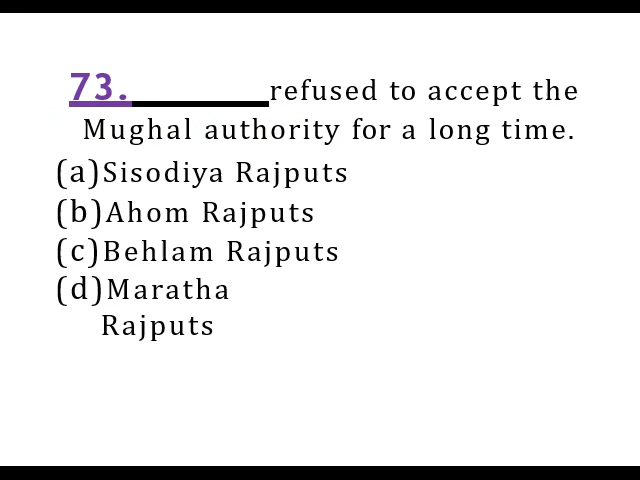 73.________refused to accept the
Mughal authority for a long time.
(a)Sisodiya Rajputs
(b)Ahom Rajputs
(c)Behlam Rajputs
(d)Maratha
Rajputs